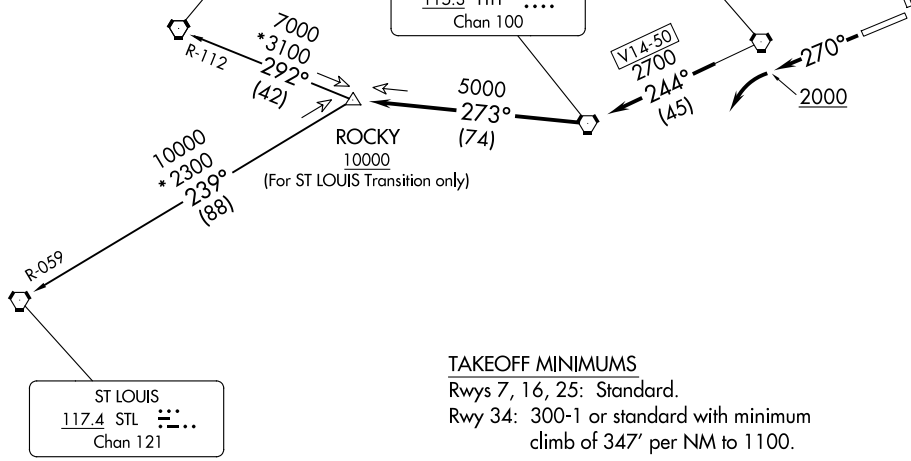 113.3 HTT
Chan 100
7000
*3100
292°
(42)
R-112
5000
273°
(74)
V14-50
2700
244°
(45)
270°
2000
ROCKY
10000
(For ST LOUIS Transition only)
10000
*2300
239°
(88)
R-059
ST LOUIS
117.4 STL
Chan 121
TAKEOFF MINIMUMS
Rwys 7, 16, 25: Standard.
Rwy 34: 300-1 or standard with minimum
climb of 347' per NM to 1100.